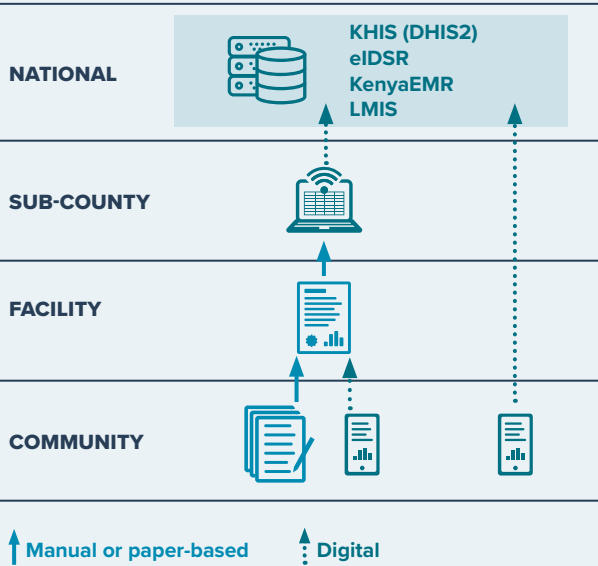 NATIONAL
KHIS (DHIS2)
eIDSR
KenyaEMR
LMIS
SUB-COUNTY
FACILITY
COMMUNITY
Manual or paper-based
Digital